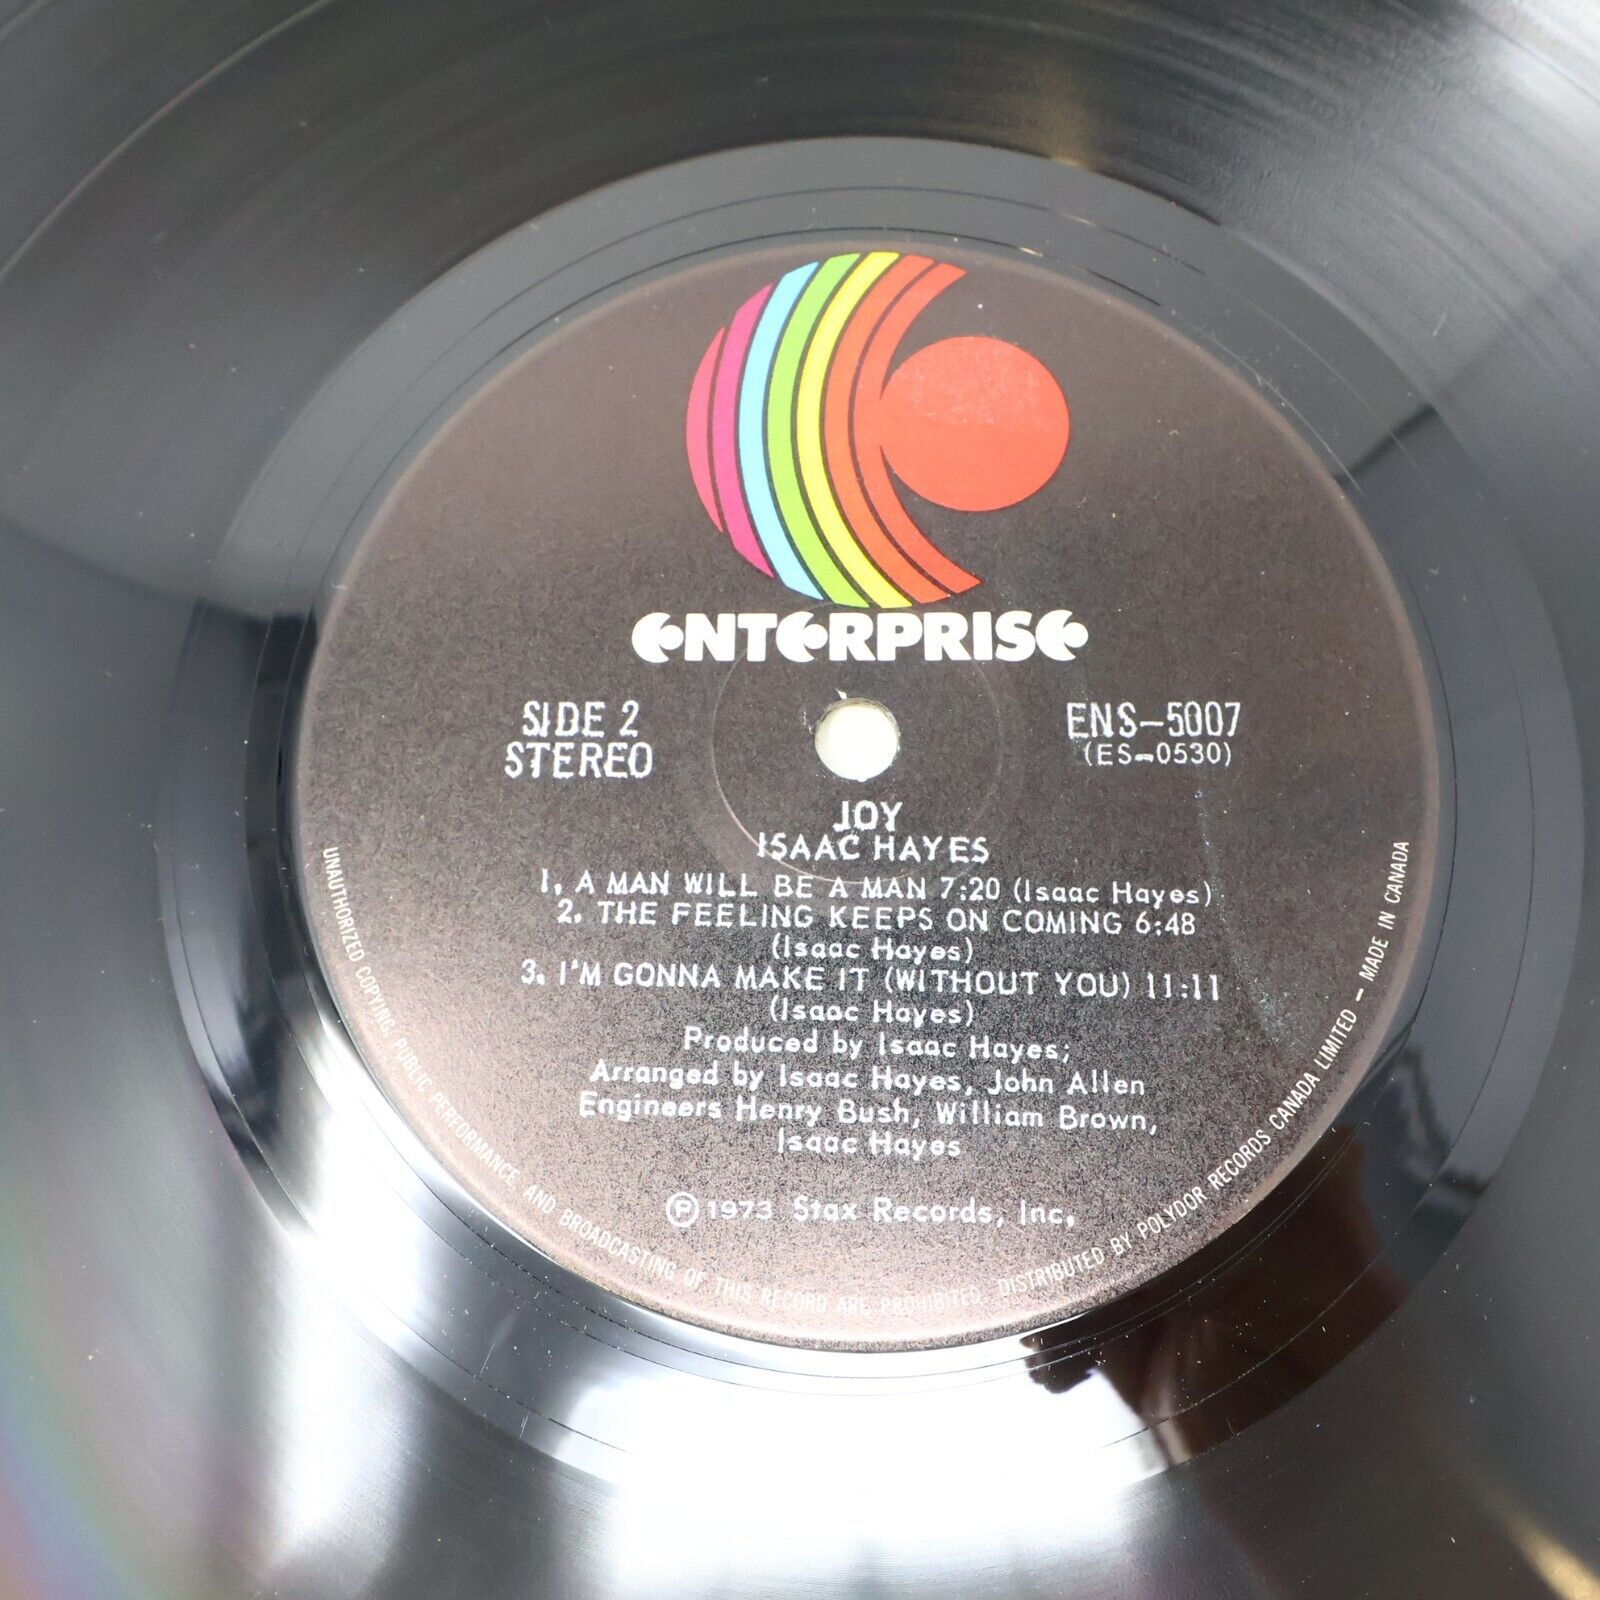 ENTERPRISE
SIDE 2
STEREO
ENS-5007
(ES-0530)
JOY
ISAAC HAYES
1. A MAN WILL BE A MAN 7:20 (Isaac Hayes)
2. THE FEELING KEEPS ON COMING 6:48
(Isaac Hayes)
3. I'M GONNA MAKE IT (WITHOUT YOU) 11:11
(Isaac Hayes)
Produced by Isaac Hayes;
Arranged by Isaac Hayes, John Allen
Engineers Henry Bush, William Brown,
Isaac Hayes
Ⓟ 1973 Stax Records, Inc.
UNAUTHORIZED COPYING, PUBLIC PERFORMANCE AND BROADCASTING OF THIS RECORD ARE PROHIBITED. DISTRIBUTED BY POLYDOR RECORDS CANADA LIMITED - MADE IN CANADA